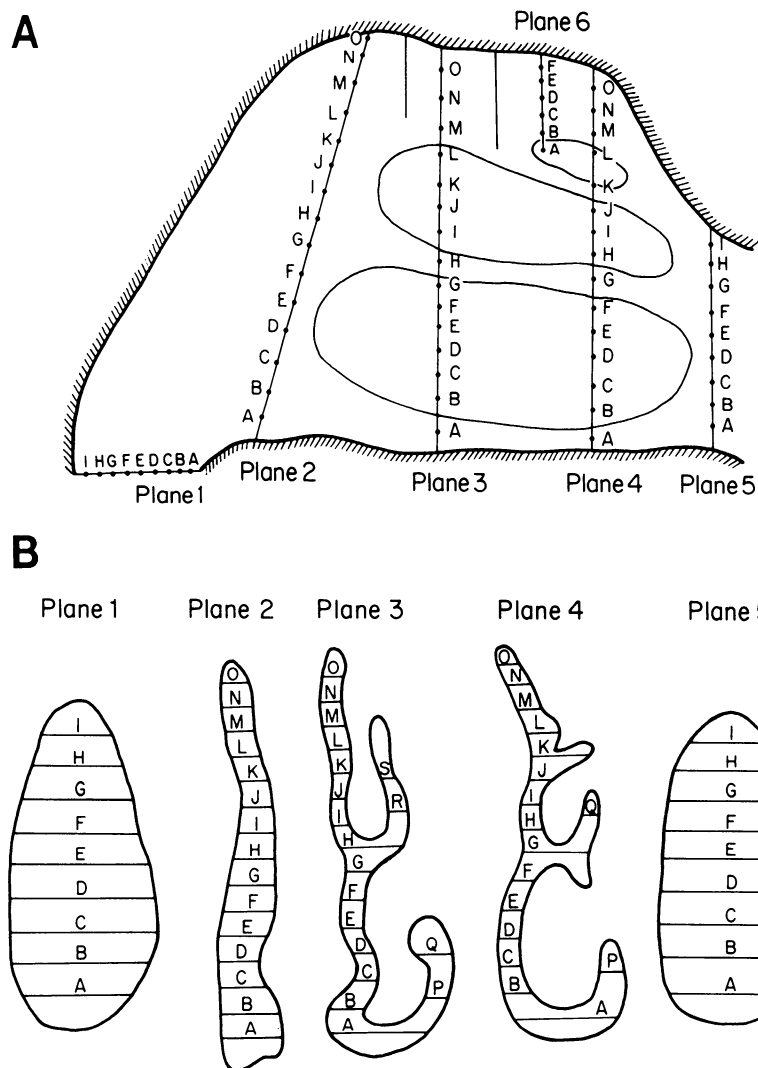 A
Plane 6
O N M L K J I H G F E D C B A
O N M L K J I H G F E D C B A
F E D C B A
O N M L K J I H G F E D C B A
I H G F E D C B A
I H G F E D C B A
Plane 1
Plane 2
Plane 3
Plane 4
Plane 5
B
Plane 1
Plane 2
Plane 3
Plane 4
Plane
I H G F E D C B A
O N M L K J I H G F E D C B A
O N M L K J I H G F E D C B A
S R
Q P
O N M L K J I H G F E D C B A
Q
P
I H G F E D C B A